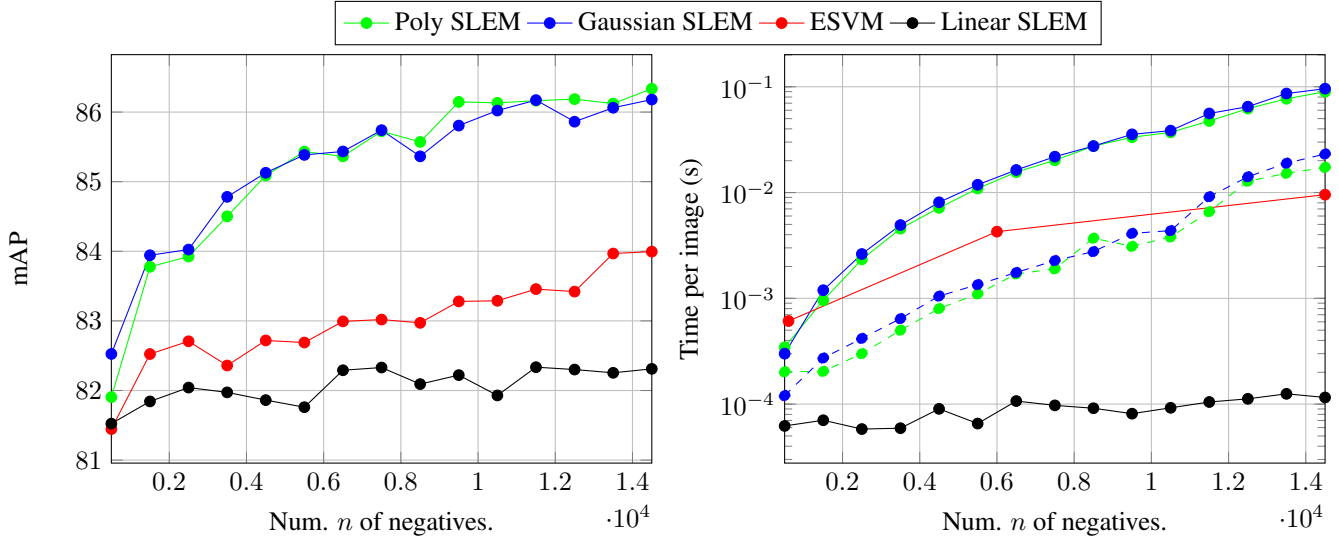 Poly SLEM Gaussian SLEM ESVM Linear SLEM
86
85
84
83
82
81
mAP
0.2 0.4 0.6 0.8 1 1.2 1.4
·10^4
Num. n of negatives.
10^−1
10^−2
10^−3
10^−4
Time per image (s)
0.2 0.4 0.6 0.8 1 1.2 1.4
·10^4
Num. n of negatives.